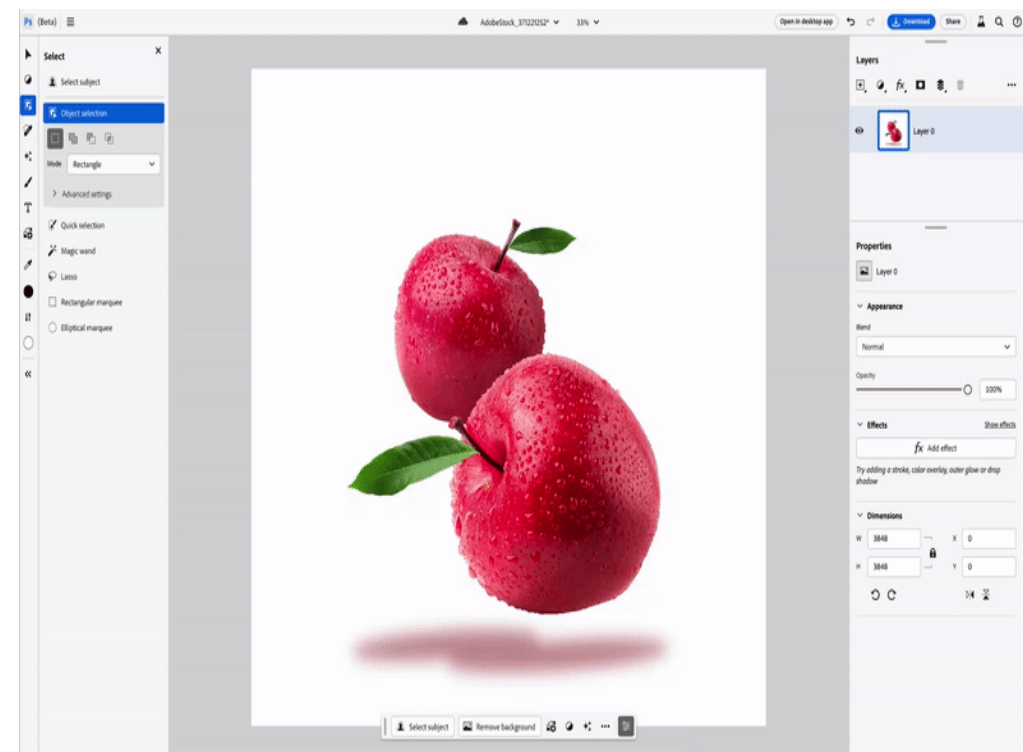 Ps (Beta)
AdobeStock_371221252* 33%
Open in desktop app
Download
Share
Select
Select subject
Object selection
Mode Rectangle
Advanced settings
Quick selection
Magic wand
Lasso
Rectangular marquee
Elliptical marquee
T
Select subject
Remove background
Layers
fx
Layer 0
Properties
Layer 0
Appearance
Blend
Normal
Opacity
100%
Effects Show effects
fx Add effect
Try adding a stroke, color overlay, outer glow or drop
shadow
Dimensions
W 3848 X 0
H 3848 Y 0